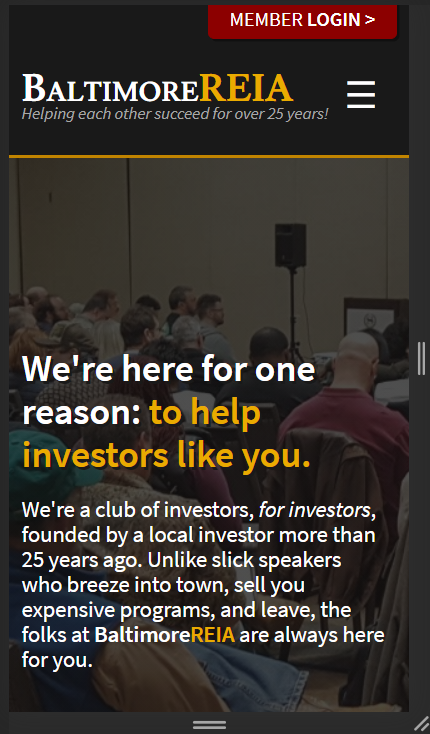 MEMBER LOGIN >
BALTIMOREREIA
Helping each other succeed for over 25 years!
We're here for one
reason: to help
investors like you.
We're a club of investors, for investors,
founded by a local investor more than
25 years ago. Unlike slick speakers
who breeze into town, sell you
expensive programs, and leave, the
folks at BaltimoreREIA are always here
for you.